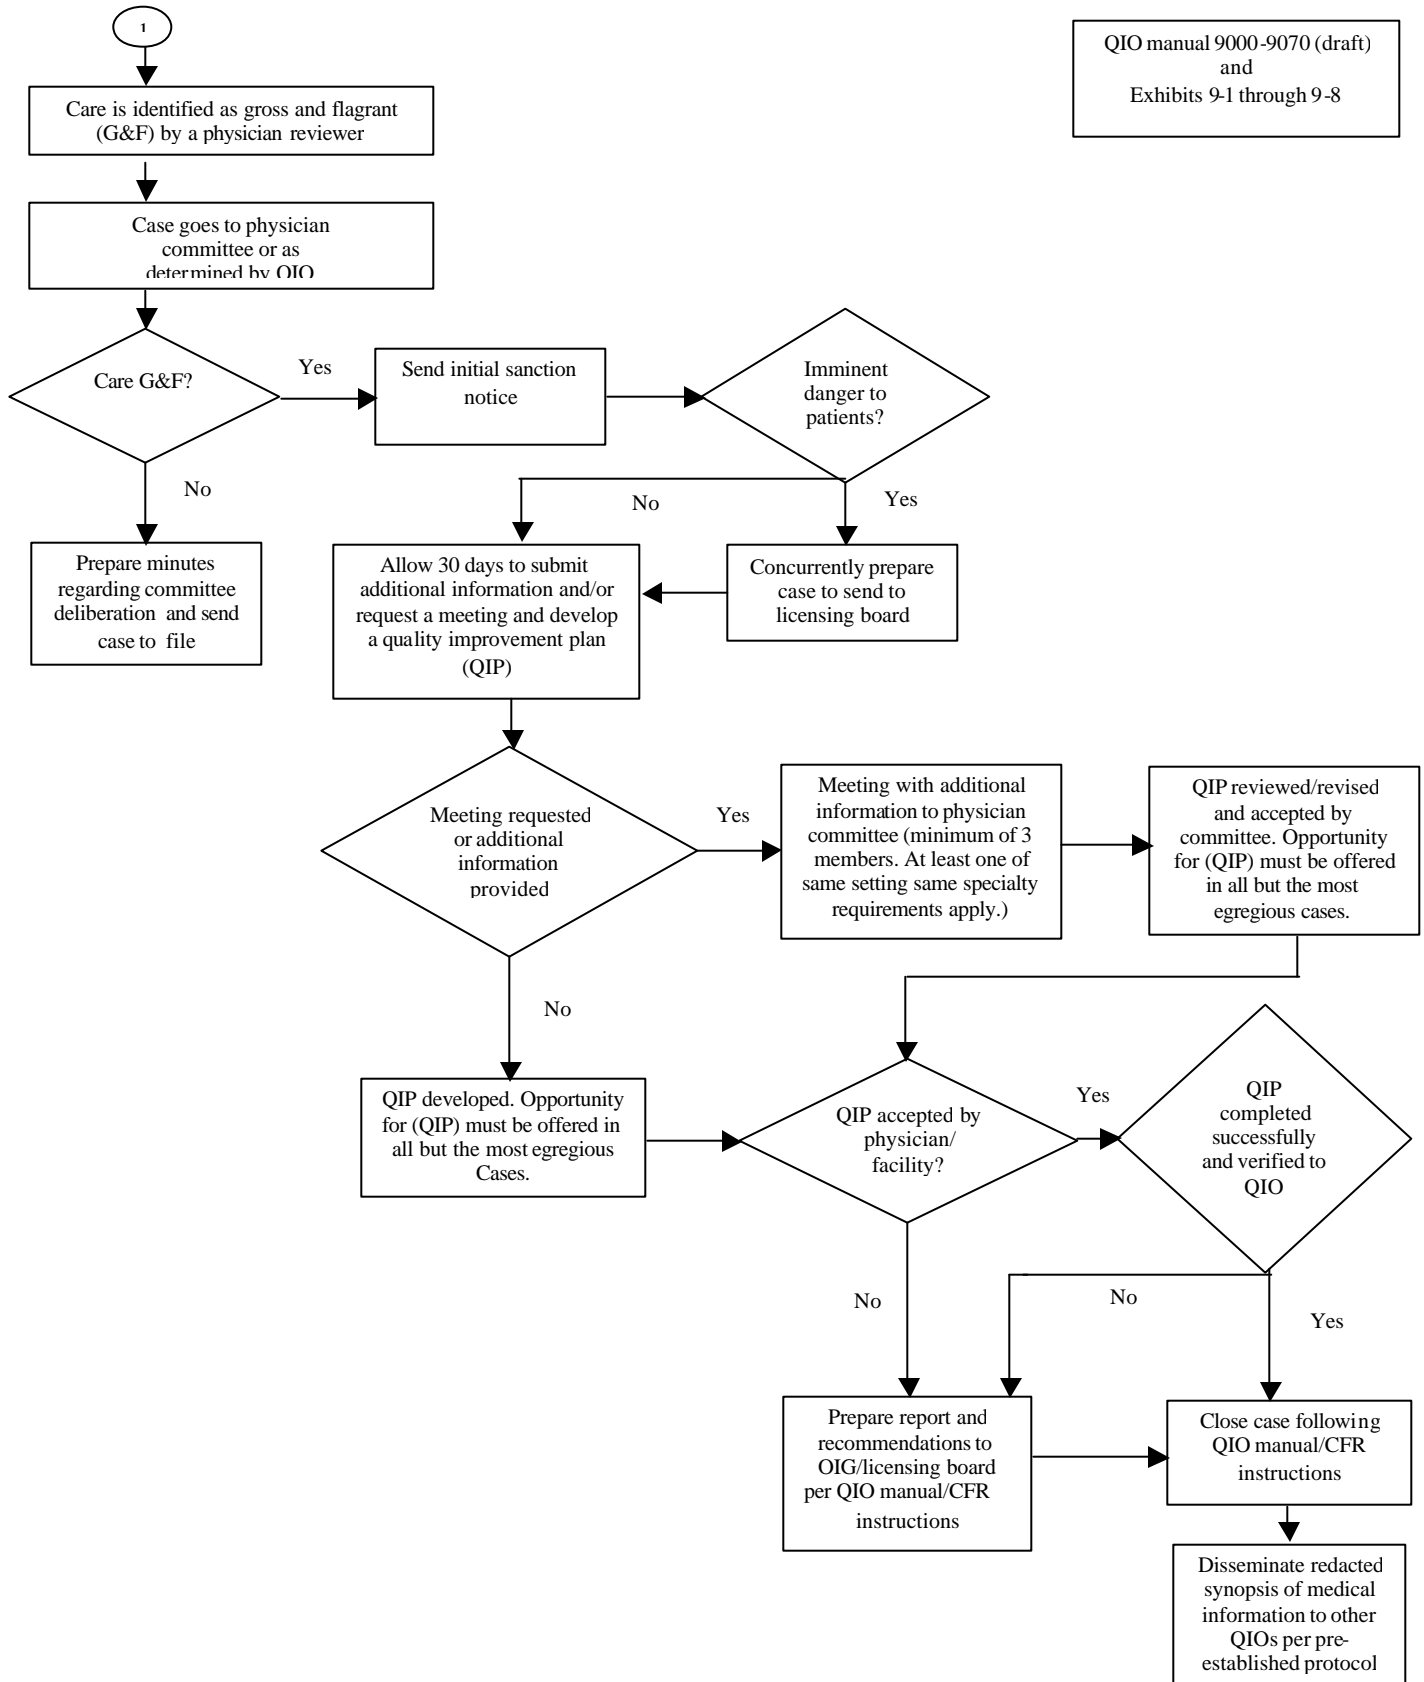 1
QIO manual 9000-9070 (draft)
and
Exhibits 9-1 through 9-8
Care is identified as gross and flagrant
(G&F) by a physician reviewer
Case goes to physician
committee or as
determined by QIO
Care G&F?
Yes
Send initial sanction
notice
Imminent
danger to
patients?
No
No
Yes
Prepare minutes
regarding committee
deliberation and send
case to file
Allow 30 days to submit
additional information and/or
request a meeting and develop
a quality improvement plan
(QIP)
Concurrently prepare
case to send to
licensing board
Meeting requested
or additional
information
provided
Yes
Meeting with additional
information to physician
committee (minimum of 3
members. At least one of
same setting same specialty
requirements apply.)
QIP reviewed/revised
and accepted by
committee. Opportunity
for (QIP) must be offered
in all but the most
egregious cases.
No
QIP developed. Opportunity
for (QIP) must be offered in
all but the most egregious
Cases.
QIP accepted by
physician/
facility?
Yes
QIP
completed
successfully
and verified to
QIO
No
No
Yes
Prepare report and
recommendations to
OIG/licensing board
per QIO manual/CFR
instructions
Close case following
QIO manual/CFR
instructions
Disseminate redacted
synopsis of medical
information to other
QIOs per pre-
established protocol